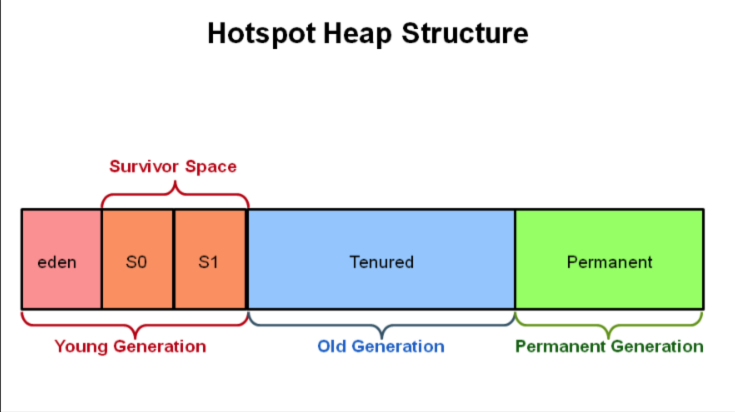 Hotspot Heap Structure
Survivor Space
eden
S0
S1
Tenured
Permanent
Young Generation
Old Generation
Permanent Generation